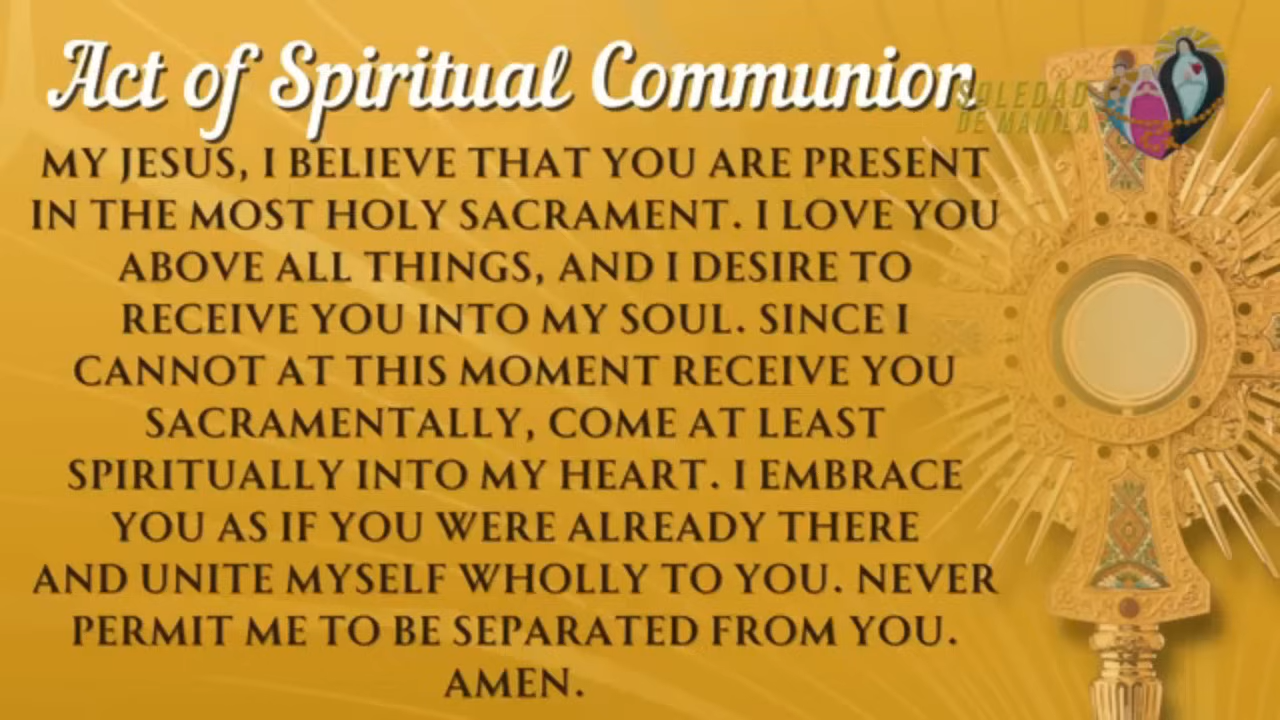 Act of Spiritual Communion
SOLEDAD
DE MANILA
MY JESUS, I BELIEVE THAT YOU ARE PRESENT
IN THE MOST HOLY SACRAMENT. I LOVE YOU
ABOVE ALL THINGS, AND I DESIRE TO
RECEIVE YOU INTO MY SOUL. SINCE I
CANNOT AT THIS MOMENT RECEIVE YOU
SACRAMENTALLY, COME AT LEAST
SPIRITUALLY INTO MY HEART. I EMBRACE
YOU AS IF YOU WERE ALREADY THERE
AND UNITE MYSELF WHOLLY TO YOU. NEVER
PERMIT ME TO BE SEPARATED FROM YOU.
AMEN.